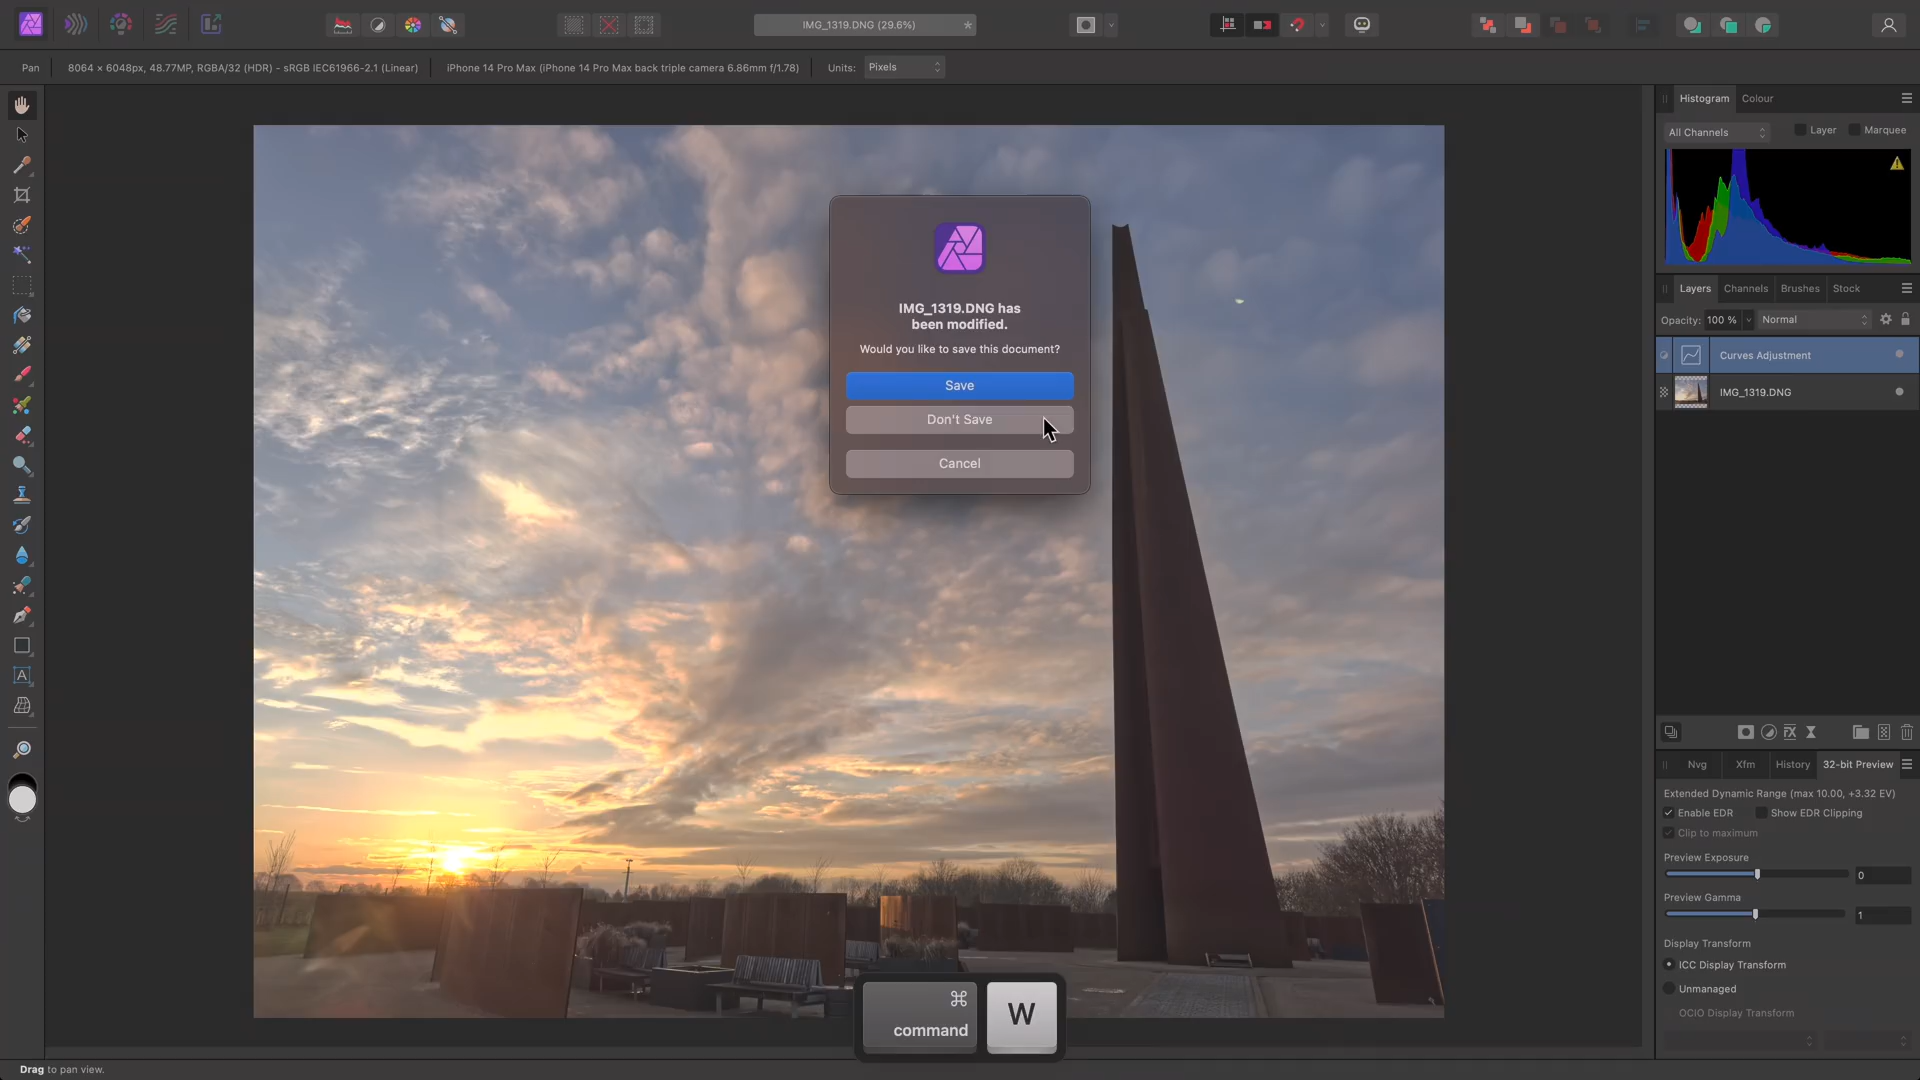 IMG_1319.DNG (29.6%)
*
Pan
8064 × 6048px, 48.77MP, RGBA/32 (HDR) - sRGB IEC61966-2.1 (Linear)
iPhone 14 Pro Max (iPhone 14 Pro Max back triple camera 6.86mm f/1.78)
Units:
Pixels
Histogram
Colour
All Channels
Layer
Marquee
IMG_1319.DNG has
been modified.
Would you like to save this document?
Save
Don't Save
Cancel
Layers
Channels
Brushes
Stock
Opacity:
100 %
Normal
Curves Adjustment
IMG_1319.DNG
FX
Nvg
Xfm
History
32-bit Preview
Extended Dynamic Range (max 10.00, +3.32 EV)
Enable EDR
Show EDR Clipping
Clip to maximum
Preview Exposure
0
Preview Gamma
1
Display Transform
ICC Display Transform
Unmanaged
OCIO Display Transform
A
⌘
command
W
Drag to pan view.